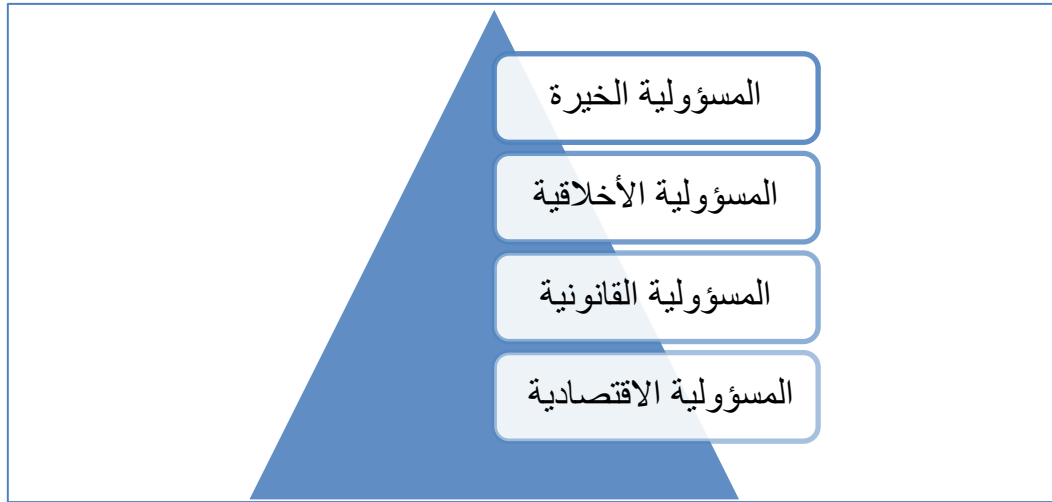 المسؤولية الخيرة
المسؤولية الأخلاقية
المسؤولية القانونية
المسؤولية الاقتصادية